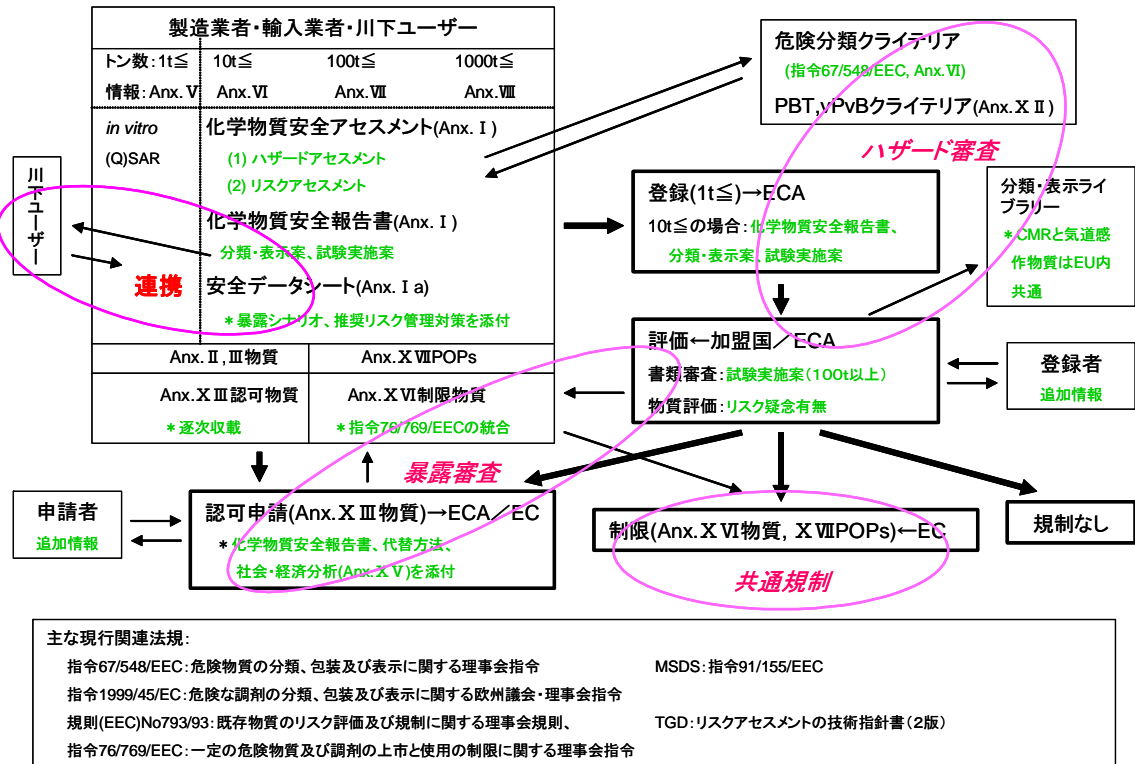 製造業者・輸入業者・川下ユーザー
トン数：1t≦ 10t≦ 100t≦ 1000t≦
情報：Anx.Ⅴ Anx.Ⅵ Anx.Ⅶ Anx.Ⅷ
in vitro
(Q)SAR
化学物質安全アセスメント(Anx.Ⅰ)
(1) ハザードアセスメント
(2) リスクアセスメント
化学物質安全報告書(Anx.Ⅰ)
分類・表示案、試験実施案
連携
安全データシート(Anx.Ⅰa)
＊暴露シナリオ、推奨リスク管理対策を添付
Anx.Ⅱ,Ⅲ物質
Anx.ⅩⅦPOPs
Anx.ⅩⅢ認可物質
＊逐次収載
Anx.ⅩⅥ制限物質
＊指令76/769/EECの統合
川下ユーザー
危険分類クライテリア
(指令67/548/EEC, Anx.Ⅵ)
PBT,vPvBクライテリア(Anx.ⅩⅡ)
ハザード審査
登録(1t≦)→ECA
10t≦の場合：化学物質安全報告書、
分類・表示案、試験実施案
分類・表示ライ
ブラリー
＊CMRと気道感
作物質はEU内
共通
評価←加盟国／ECA
書類審査：試験実施案(100t以上)
物質評価：リスク疑念有無
登録者
追加情報
暴露審査
申請者
追加情報
認可申請(Anx.ⅩⅢ物質)→ECA／EC
＊化学物質安全報告書、代替方法、
社会・経済分析(Anx.ⅩⅤ)を添付
制限(Anx.ⅩⅥ物質, ⅩⅦPOPs)←EC
共通規制
規制なし
主な現行関連法規：
指令67/548/EEC：危険物質の分類、包装及び表示に関する理事会指令 MSDS：指令91/155/EEC
指令1999/45/EC：危険な調剤の分類、包装及び表示に関する欧州議会・理事会指令
規則(EEC)No793/93：既存物質のリスク評価及び規制に関する理事会規則、 TGD：リスクアセスメントの技術指針書(2版)
指令76/769/EEC：一定の危険物質及び調剤の上市と使用の制限に関する理事会指令